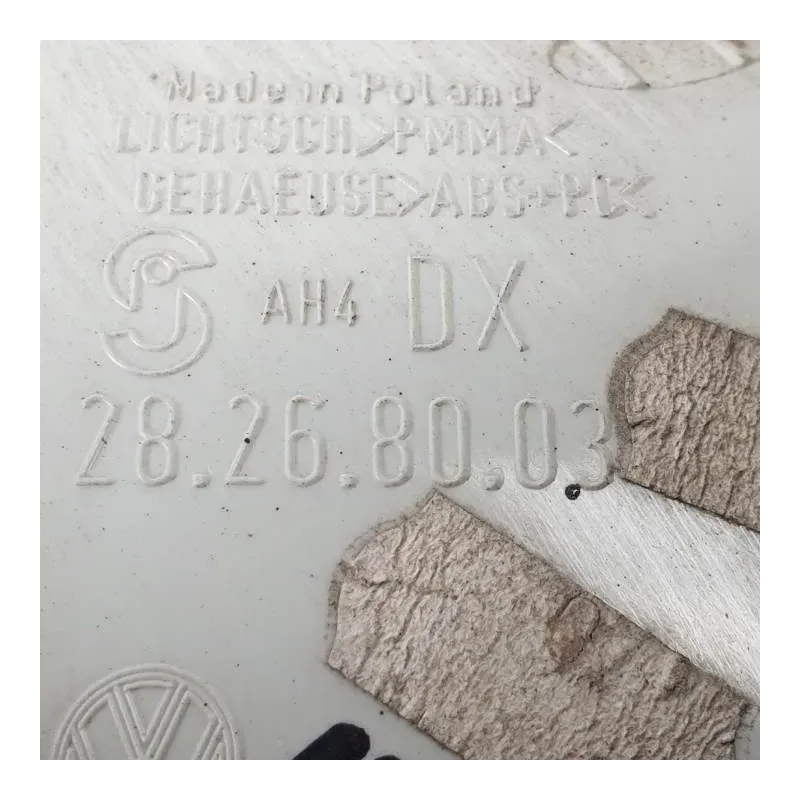 Made in Poland
LICHTSCH>PMMA<
GEHAEUSE>ABS+PC<
AH4 DX
28.26.80.03